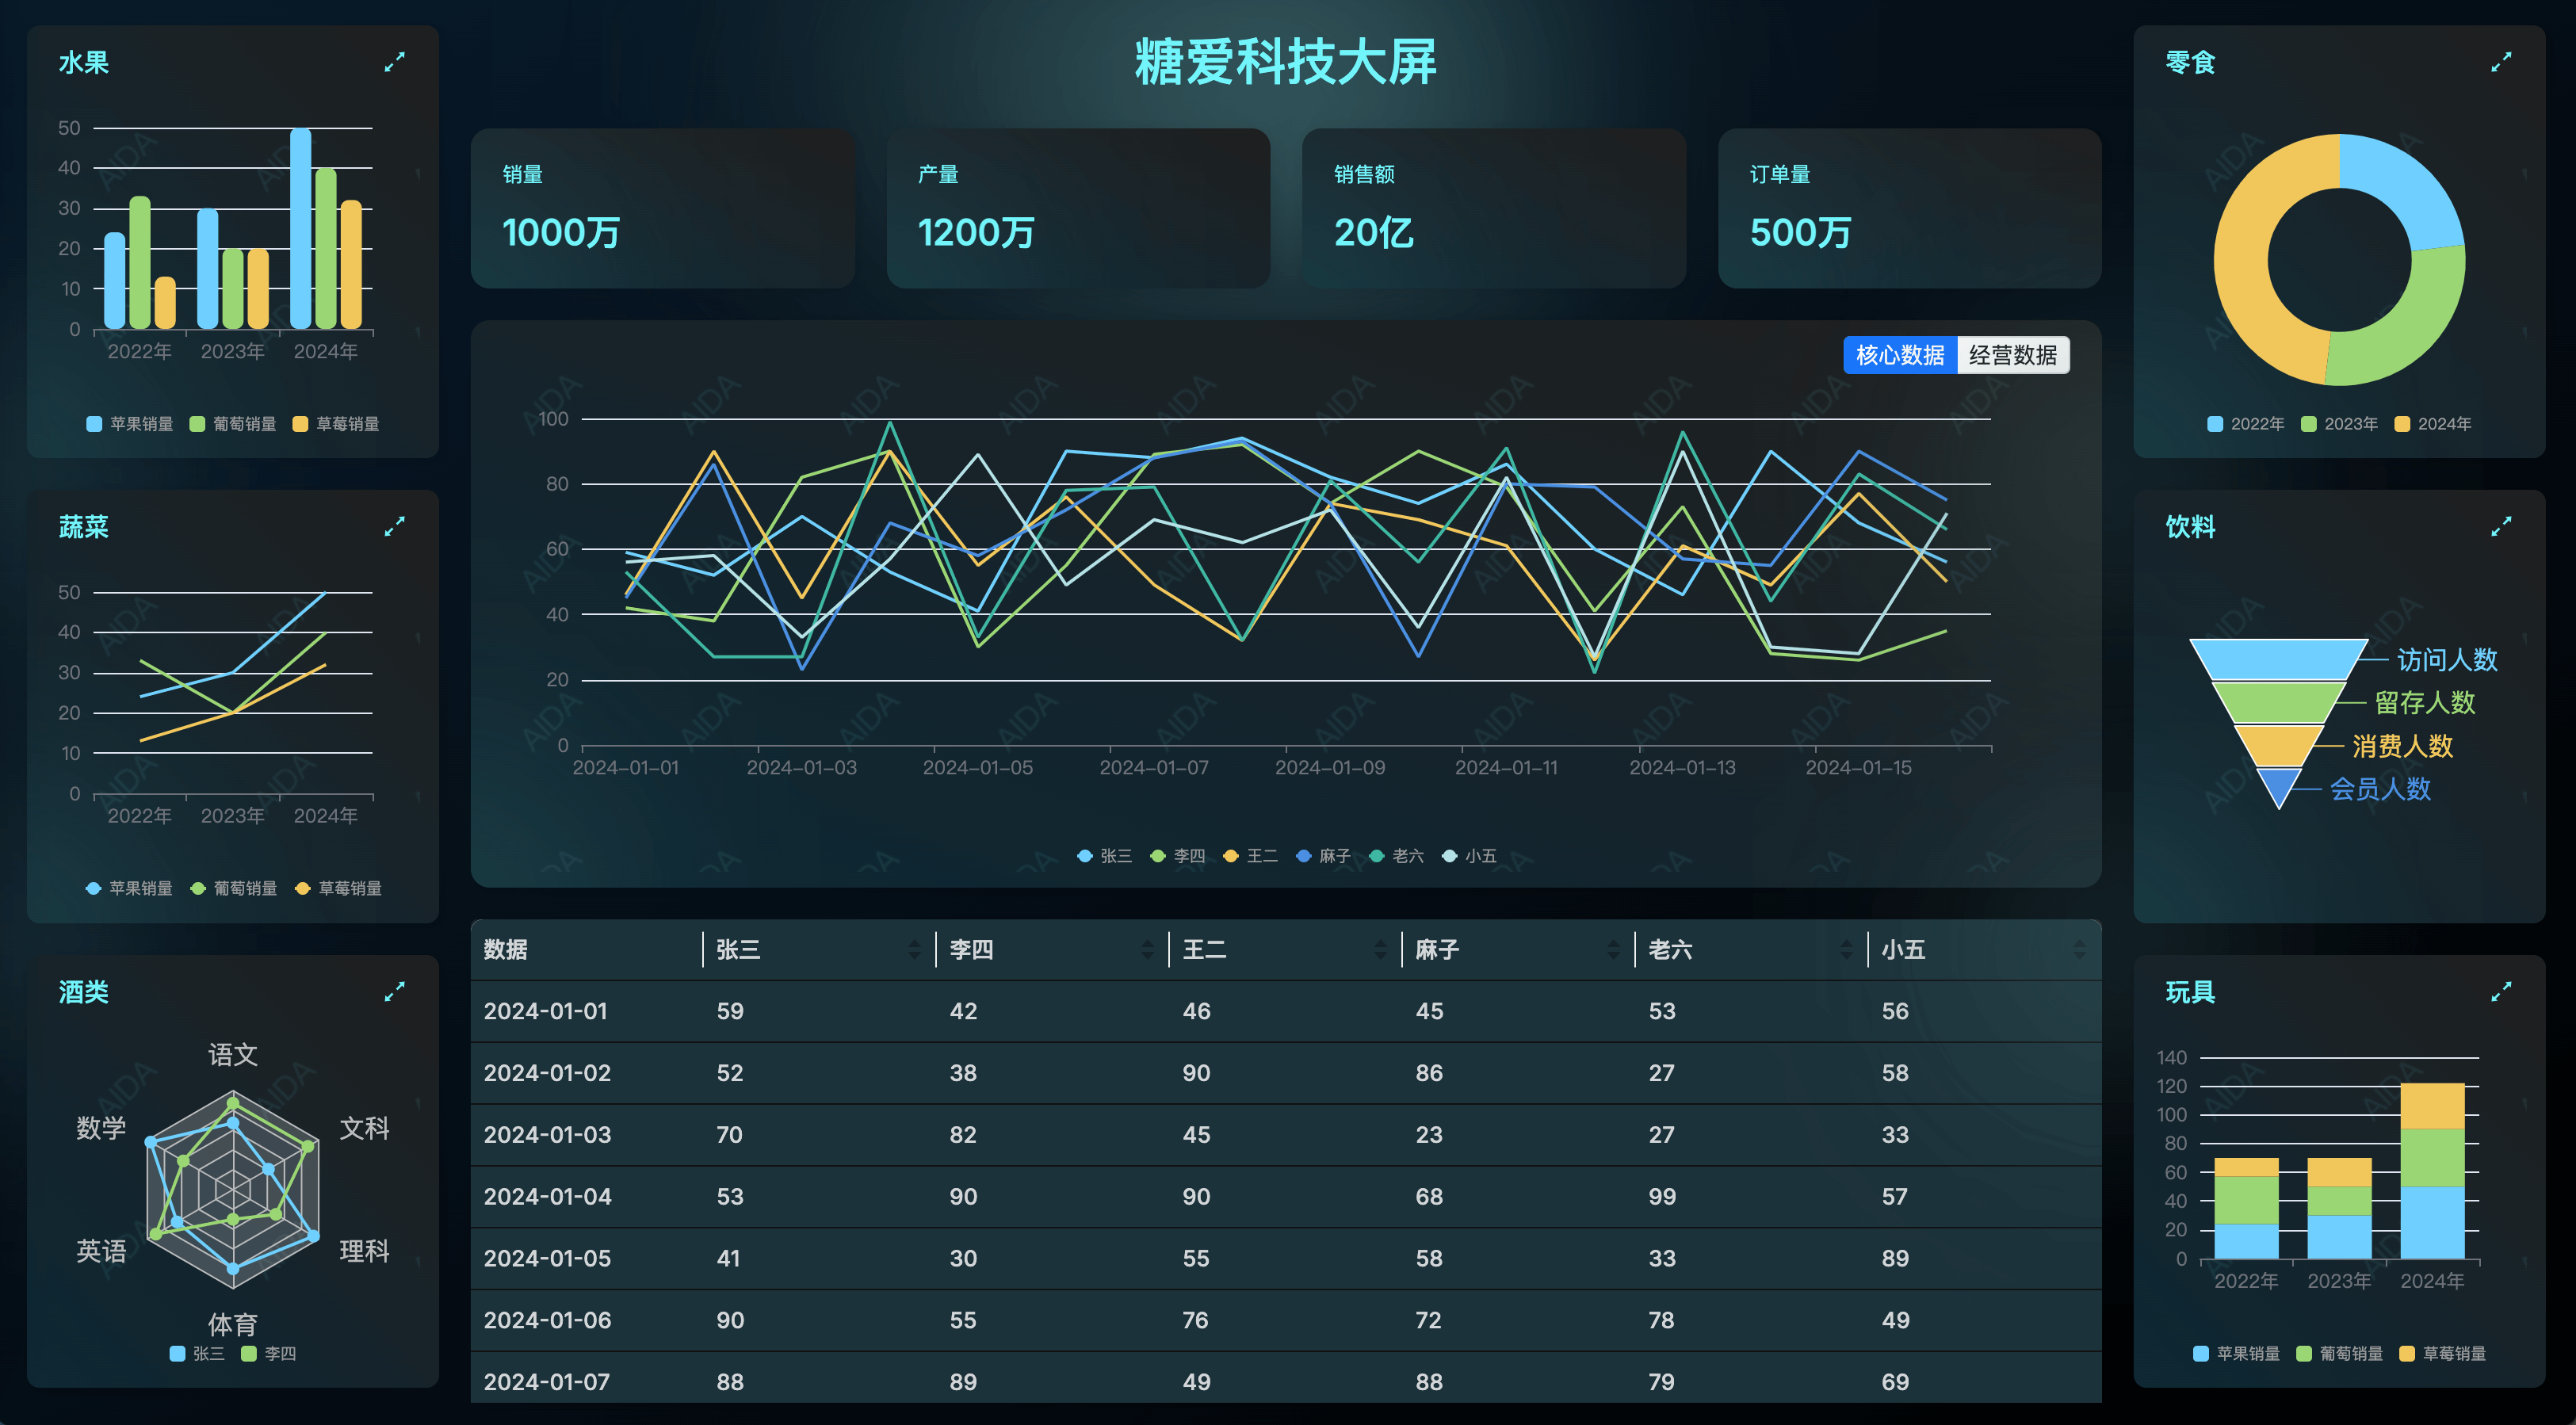 糖爱科技大屏
水果
50
40
30
20
10
0
2022年 2023年 2024年
苹果销量 葡萄销量 草莓销量
蔬菜
50
40
30
20
10
0
2022年 2023年 2024年
苹果销量 葡萄销量 草莓销量
酒类
语文
数学 文科
英语 理科
体育
张三 李四
销量
1000万
产量
1200万
销售额
20亿
订单量
500万
核心数据 经营数据
100
80
60
40
20
0
2024-01-01 2024-01-03 2024-01-05 2024-01-07 2024-01-09 2024-01-11 2024-01-13 2024-01-15
张三 李四 王二 麻子 老六 小五
AIDA
数据 张三 李四 王二 麻子 老六 小五
2024-01-01 59 42 46 45 53 56
2024-01-02 52 38 90 86 27 58
2024-01-03 70 82 45 23 27 33
2024-01-04 53 90 90 68 99 57
2024-01-05 41 30 55 58 33 89
2024-01-06 90 55 76 72 78 49
2024-01-07 88 89 49 88 79 69
零食
2022年 2023年 2024年
饮料
访问人数
留存人数
消费人数
会员人数
玩具
140
120
100
80
60
40
20
0
2022年 2023年 2024年
苹果销量 葡萄销量 草莓销量